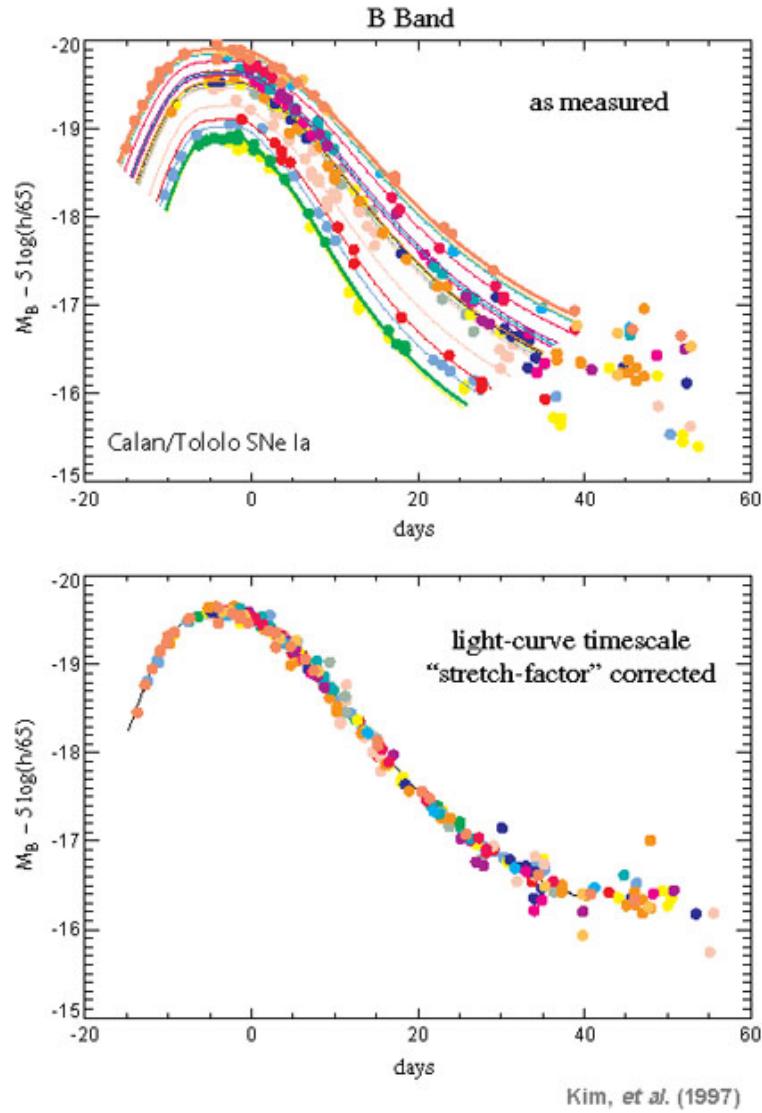 B Band
-20
-19
-18
-17
-16
-15
M_B – 5 log(h/65)
as measured
Calan/Tololo SNe Ia
-20 0 20 40 60
days
-20
-19
-18
-17
-16
-15
M_B – 5 log(h/65)
light-curve timescale
“stretch-factor” corrected
-20 0 20 40 60
days
Kim, et al. (1997)